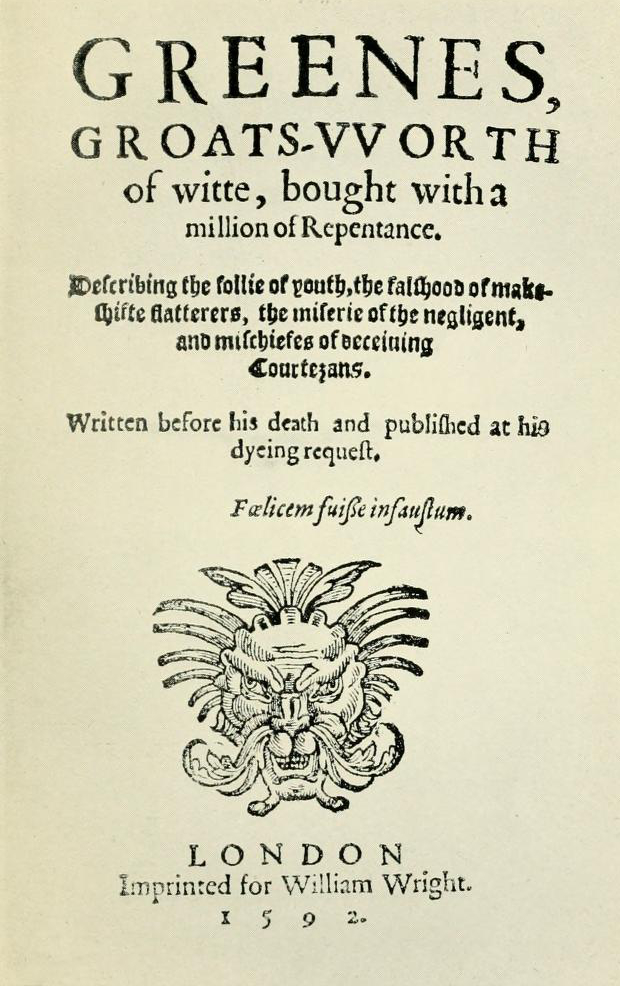 GREENES,
GROATS-VVORTH
of witte, bought with a
million of Repentance.
Deſcribing the follie of youth, the falſhood of make-
ſhifte flatterers, the miſerie of the negligent,
and miſchiefes of deceiuing
Courtezans.
Written before his death and publiſhed at his
dyeing requeſt.
Fœlicem fuiſſe infauſtum.
LONDON
Imprinted for William Wright.
1592.